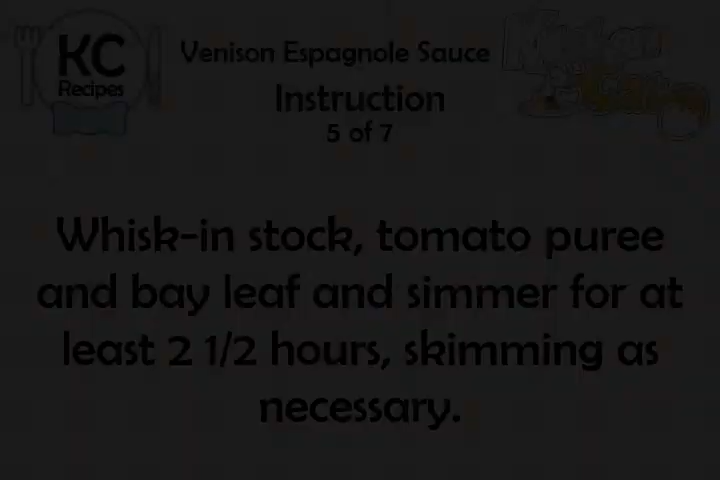 KC
Recipes
Venison Espagnole Sauce
Instruction
5 of 7
Whisk-in stock, tomato puree
and bay leaf and simmer for at
least 2 1/2 hours, skimming as
necessary.